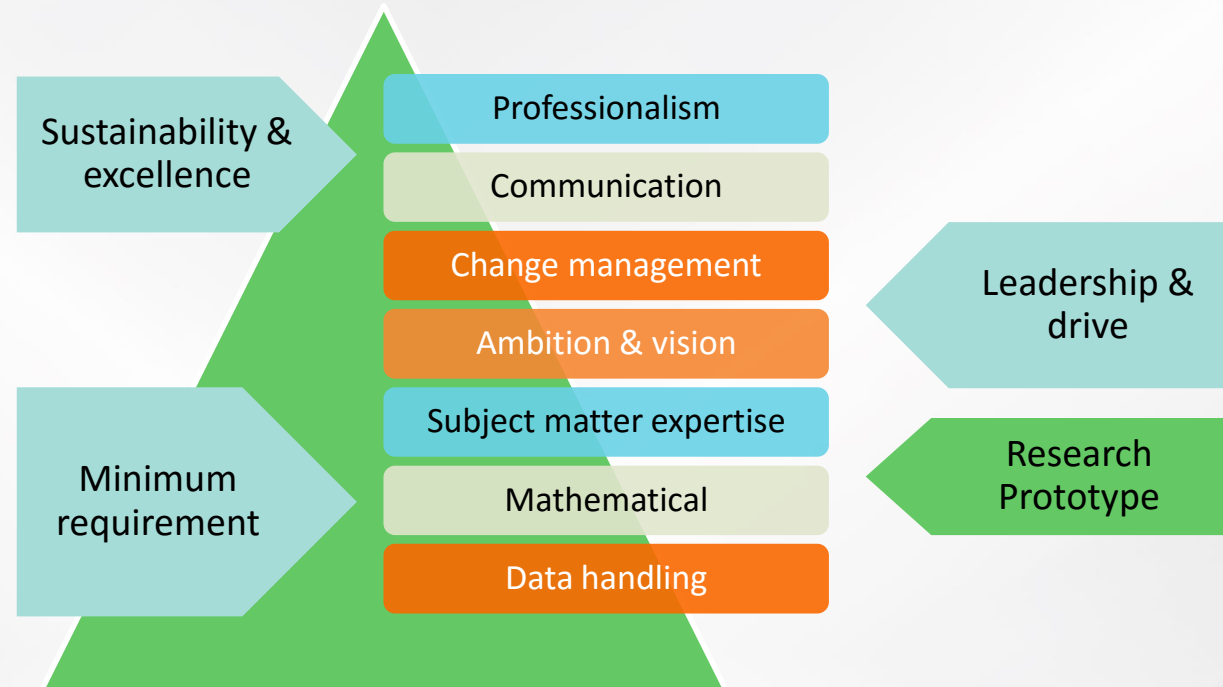 Sustainability &
excellence
Professionalism
Communication
Change management
Ambition & vision
Leadership &
drive
Minimum
requirement
Subject matter expertise
Mathematical
Data handling
Research
Prototype